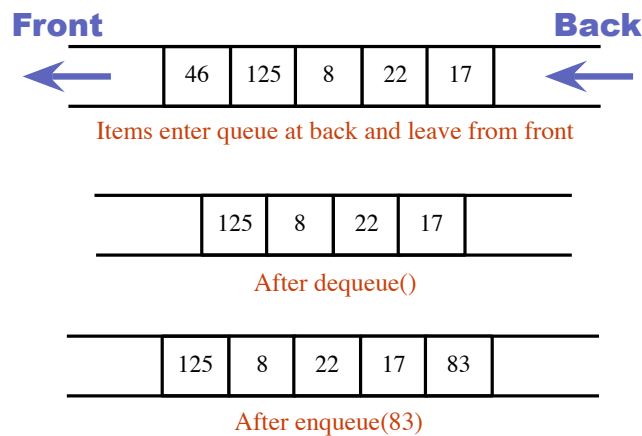 Front Back
46 125 8 22 17
Items enter queue at back and leave from front
125 8 22 17
After dequeue()
125 8 22 17 83
After enqueue(83)